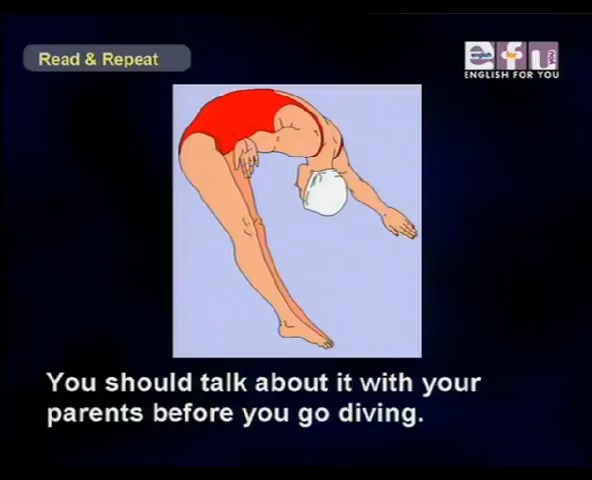 Read & Repeat
english for you
ENGLISH FOR YOU
You should talk about it with your
parents before you go diving.